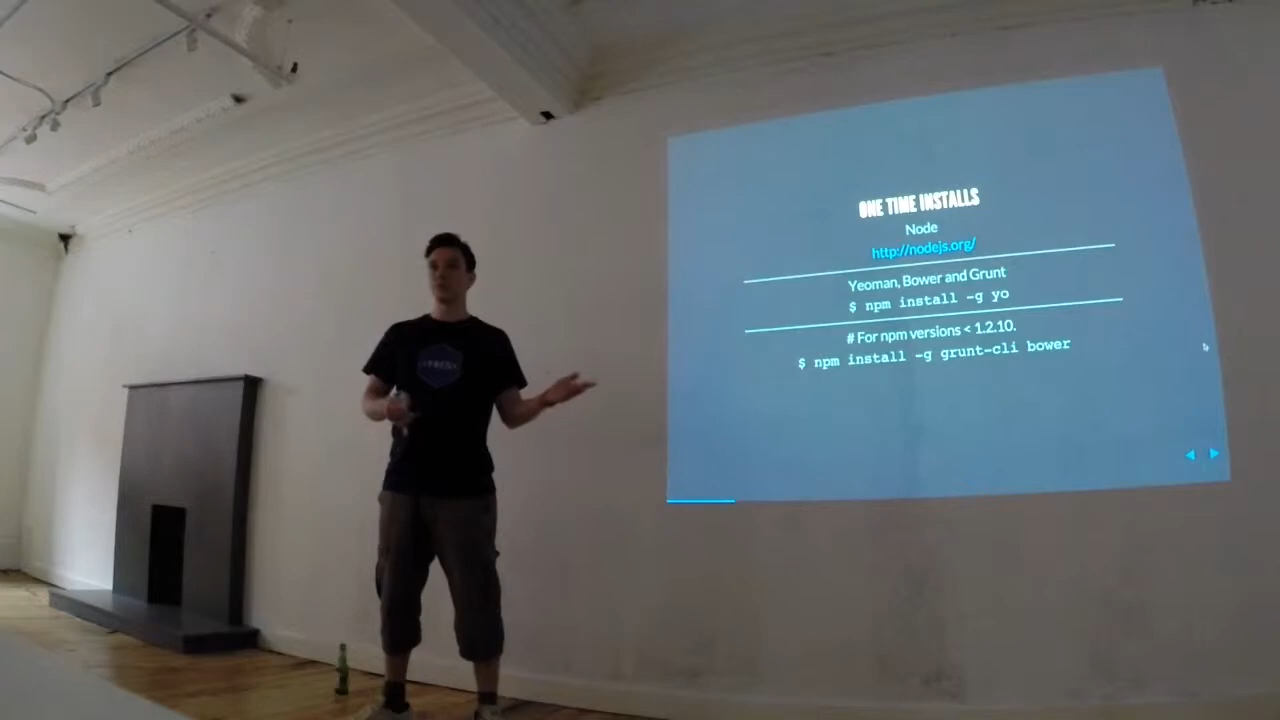 ONE TIME INSTALLS
Node
http://nodejs.org/
Yeoman, Bower and Grunt
$ npm install -g yo
# For npm versions < 1.2.10.
$ npm install -g grunt-cli bower